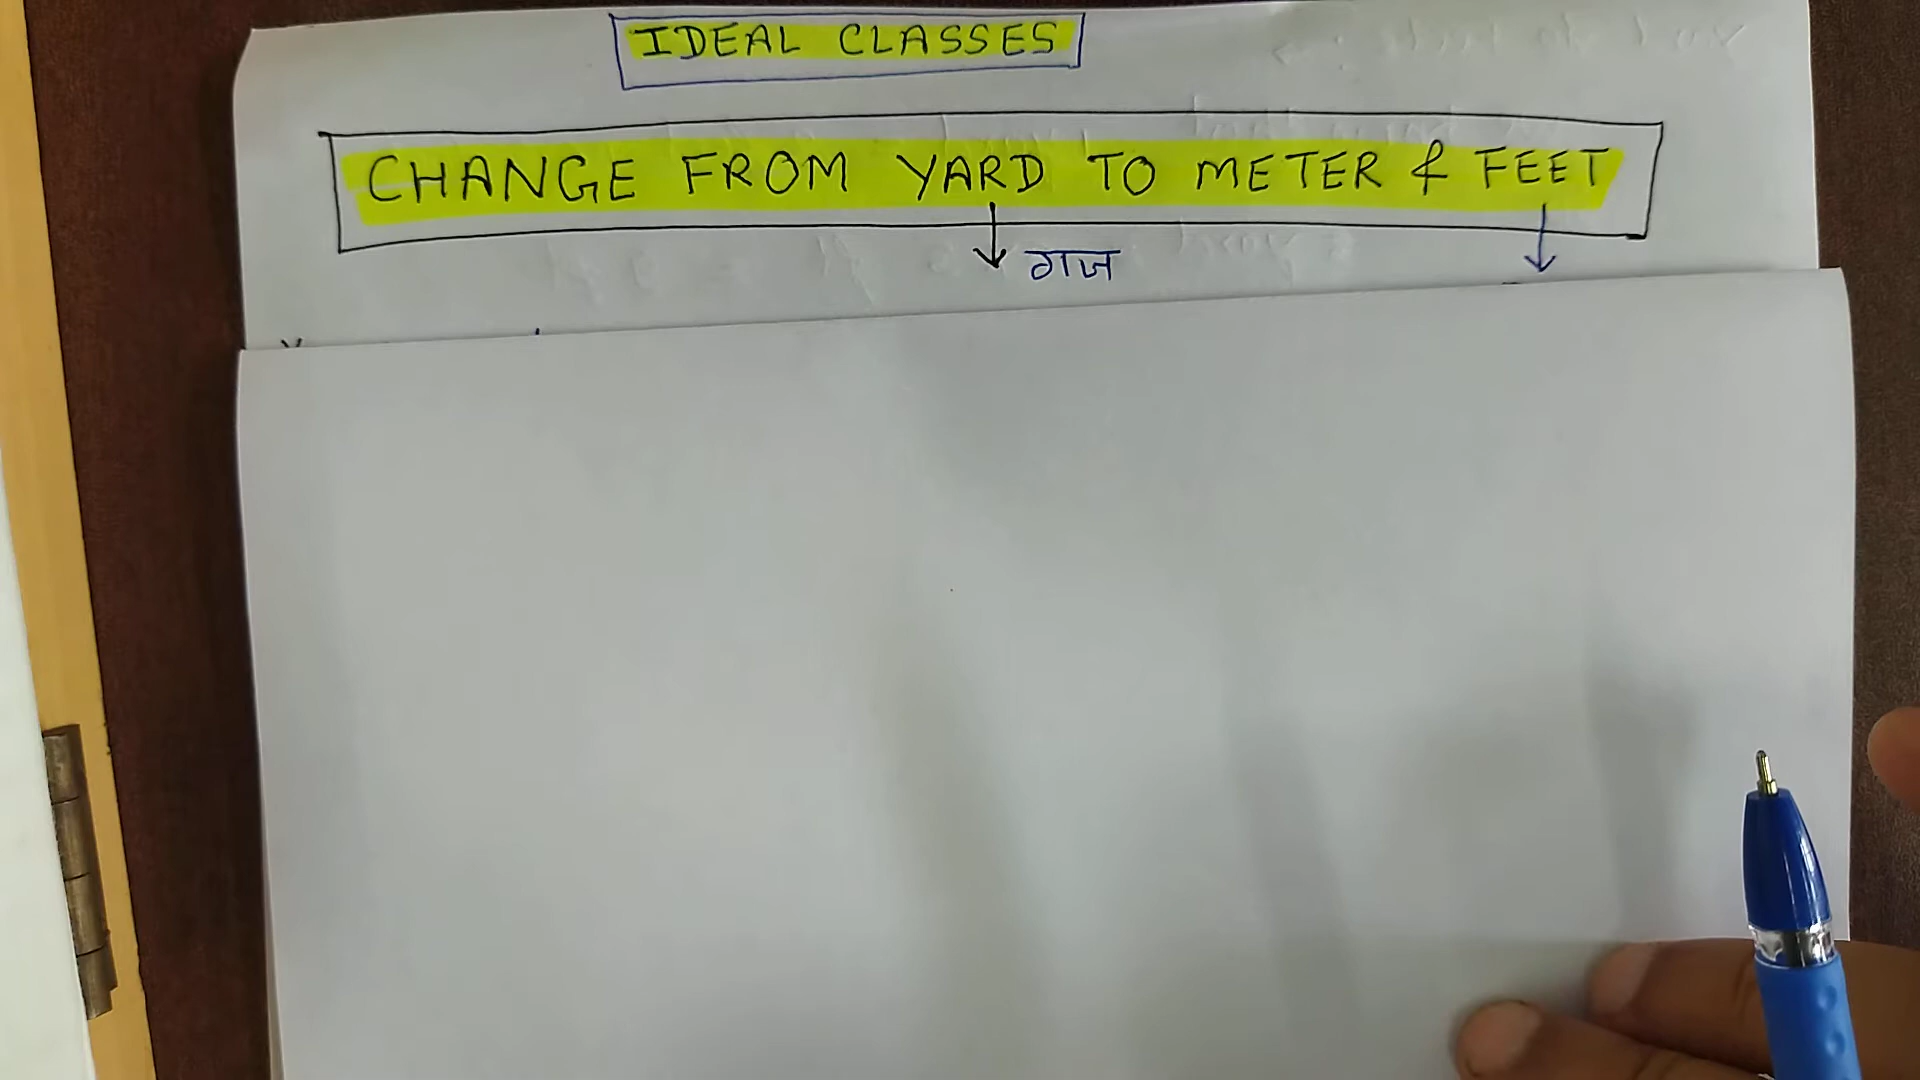 IDEAL CLASSES
CHANGE FROM YARD TO METER & FEET
गज